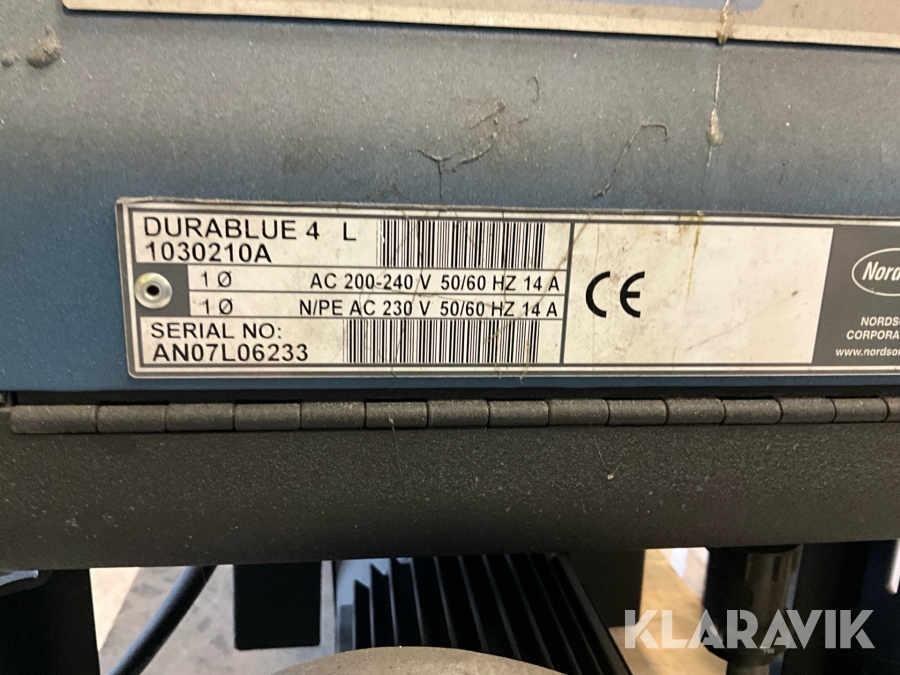 DURABLUE 4 L
1030210A
1 Ø AC 200-240 V 50/60 HZ 14 A
1 Ø N/PE AC 230 V 50/60 HZ 14 A
SERIAL NO:
AN07L06233
CE
KLARAVIK